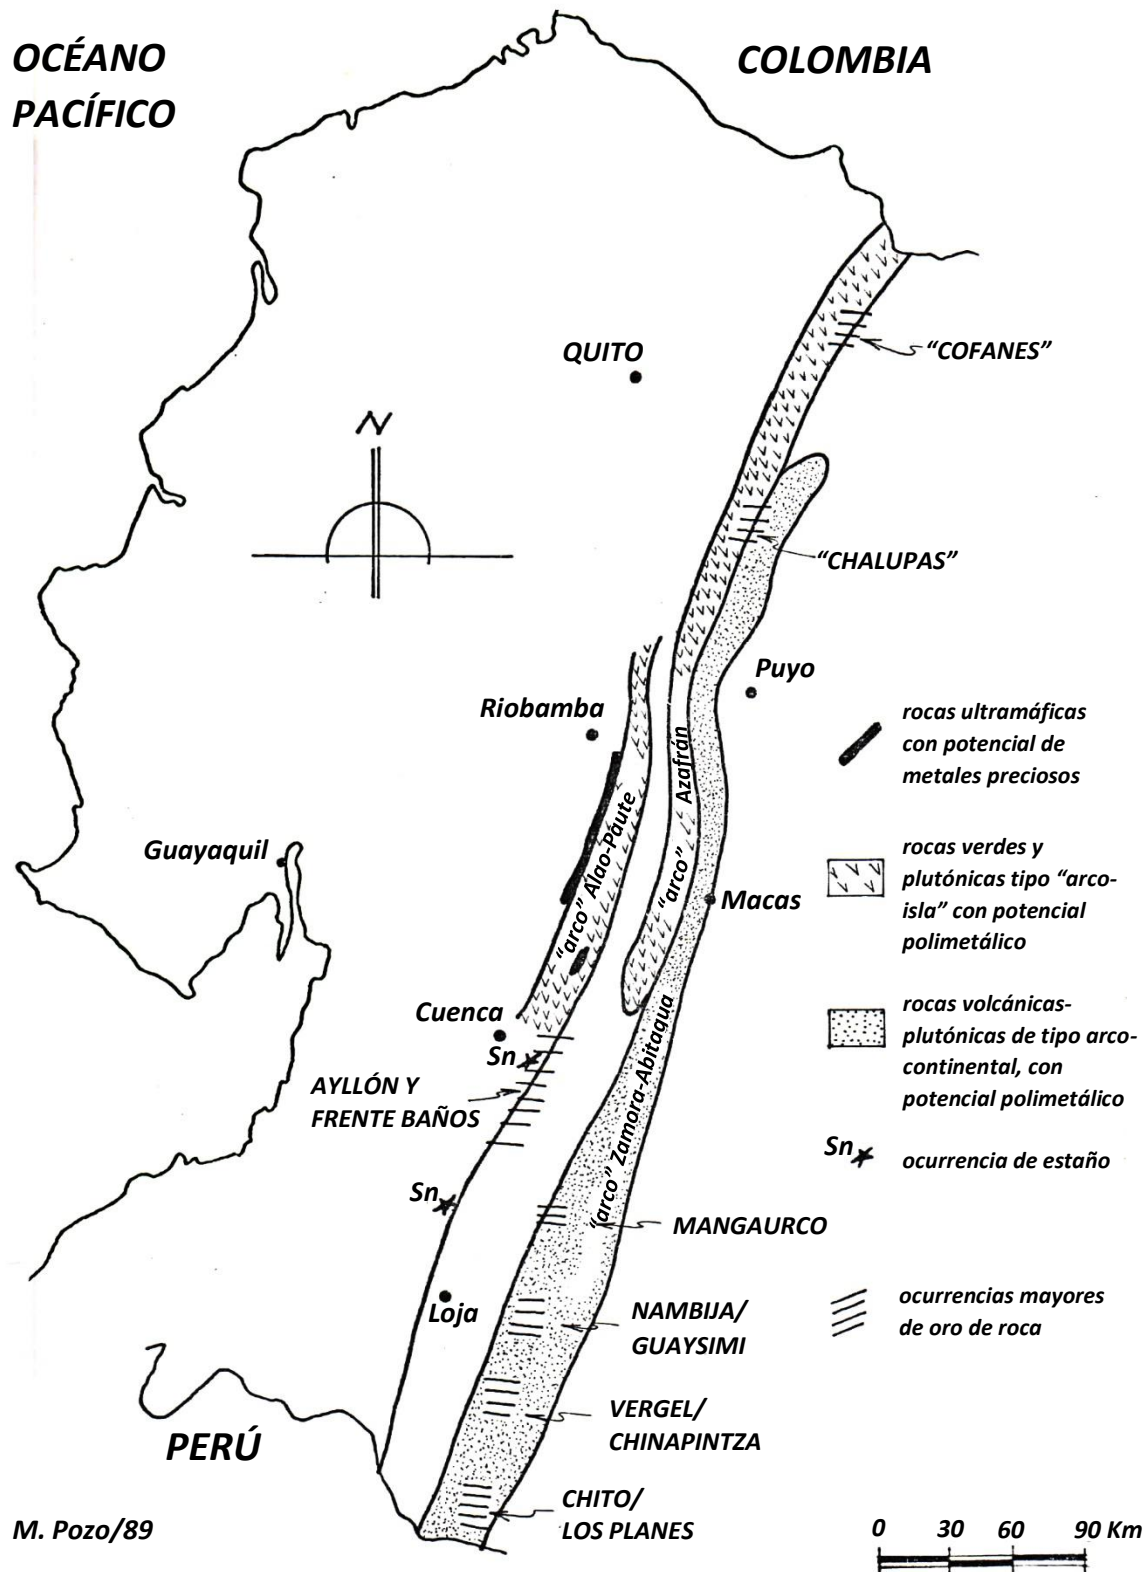 OCÉANO
PACÍFICO
COLOMBIA
QUITO
"COFANES"
N
"CHALUPAS"
Puyo
Riobamba
Azafrán
"arco"
"arco" Álao-Páute
Guayaquil
Macas
Cuenca
Sn
AYLLÓN Y
FRENTE BAÑOS
"arco" Zamora-Abitaqua
Sn
MANGAURCO
Loja
NAMBIJA/
GUAYSIMI
VERGEL/
CHINAPINTZA
PERÚ
CHITO/
LOS PLANES
rocas ultramáficas
con potencial de
metales preciosos
rocas verdes y
plutónicas tipo "arco-
isla" con potencial
polimetálico
rocas volcánicas-
plutónicas de tipo arco-
continental, con
potencial polimetálico
Sn
ocurrencia de estaño
ocurrencias mayores
de oro de roca
M. Pozo/89
0 30 60 90 Km